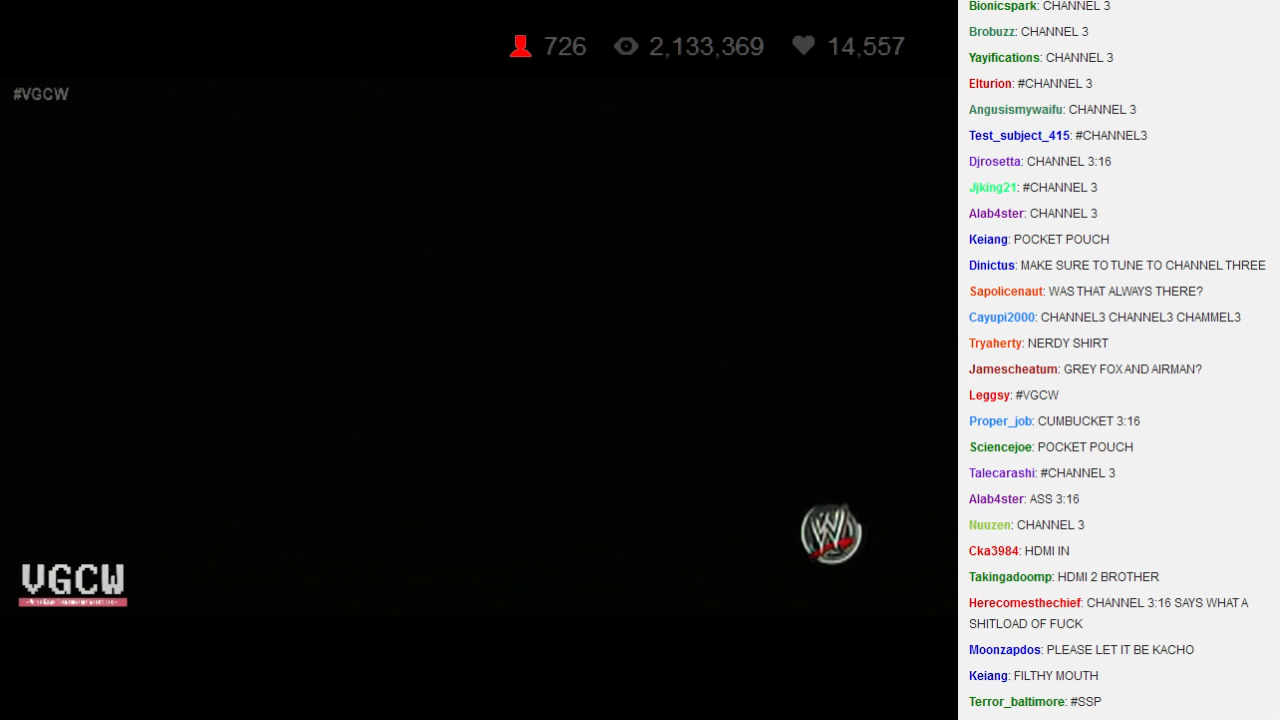 726 2,133,369 14,557
#VGCW
VGCW
Bionicspark: CHANNEL 3
Brobuzz: CHANNEL 3
Yayifications: CHANNEL 3
Elturion: #CHANNEL 3
Angusismywaifu: CHANNEL 3
Test_subject_415: #CHANNEL3
Djrosetta: CHANNEL 3:16
Jjking21: #CHANNEL 3
Alab4ster: CHANNEL 3
Keiang: POCKET POUCH
Dinictus: MAKE SURE TO TUNE TO CHANNEL THREE
Sapolicenaut: WAS THAT ALWAYS THERE?
Cayupi2000: CHANNEL3 CHANNEL3 CHAMMEL3
Tryaherty: NERDY SHIRT
Jamescheatum: GREY FOX AND AIRMAN?
Leggsy: #VGCW
Proper_job: CUMBUCKET 3:16
Sciencejoe: POCKET POUCH
Talecarashi: #CHANNEL 3
Alab4ster: ASS 3:16
Nuuzen: CHANNEL 3
Cka3984: HDMI IN
Takingadoomp: HDMI 2 BROTHER
Herecomesthechief: CHANNEL 3:16 SAYS WHAT A
SHITLOAD OF FUCK
Moonzapdos: PLEASE LET IT BE KACHO
Keiang: FILTHY MOUTH
Terror_baltimore: #SSP